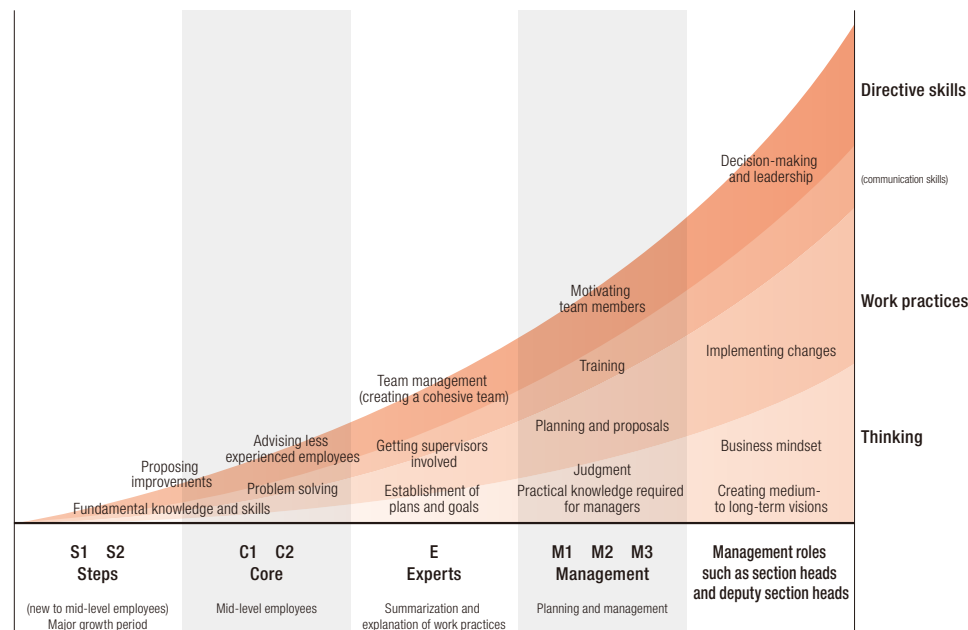 Directive skills
Decision-making
and leadership
(communication skills)
Motivating
team members
Work practices
Implementing changes
Training
Team management
(creating a cohesive team)
Planning and proposals
Thinking
Advising less
experienced employees
Getting supervisors
involved
Business mindset
Proposing
improvements
Judgment
Problem solving
Establishment of
plans and goals
Practical knowledge required
for managers
Creating medium-
to long-term visions
Fundamental knowledge and skills
S1 S2
Steps
(new to mid-level employees)
Major growth period
C1 C2
Core
Mid-level employees
E
Experts
Summarization and
explanation of work practices
M1 M2 M3
Management
Planning and management
Management roles
such as section heads
and deputy section heads